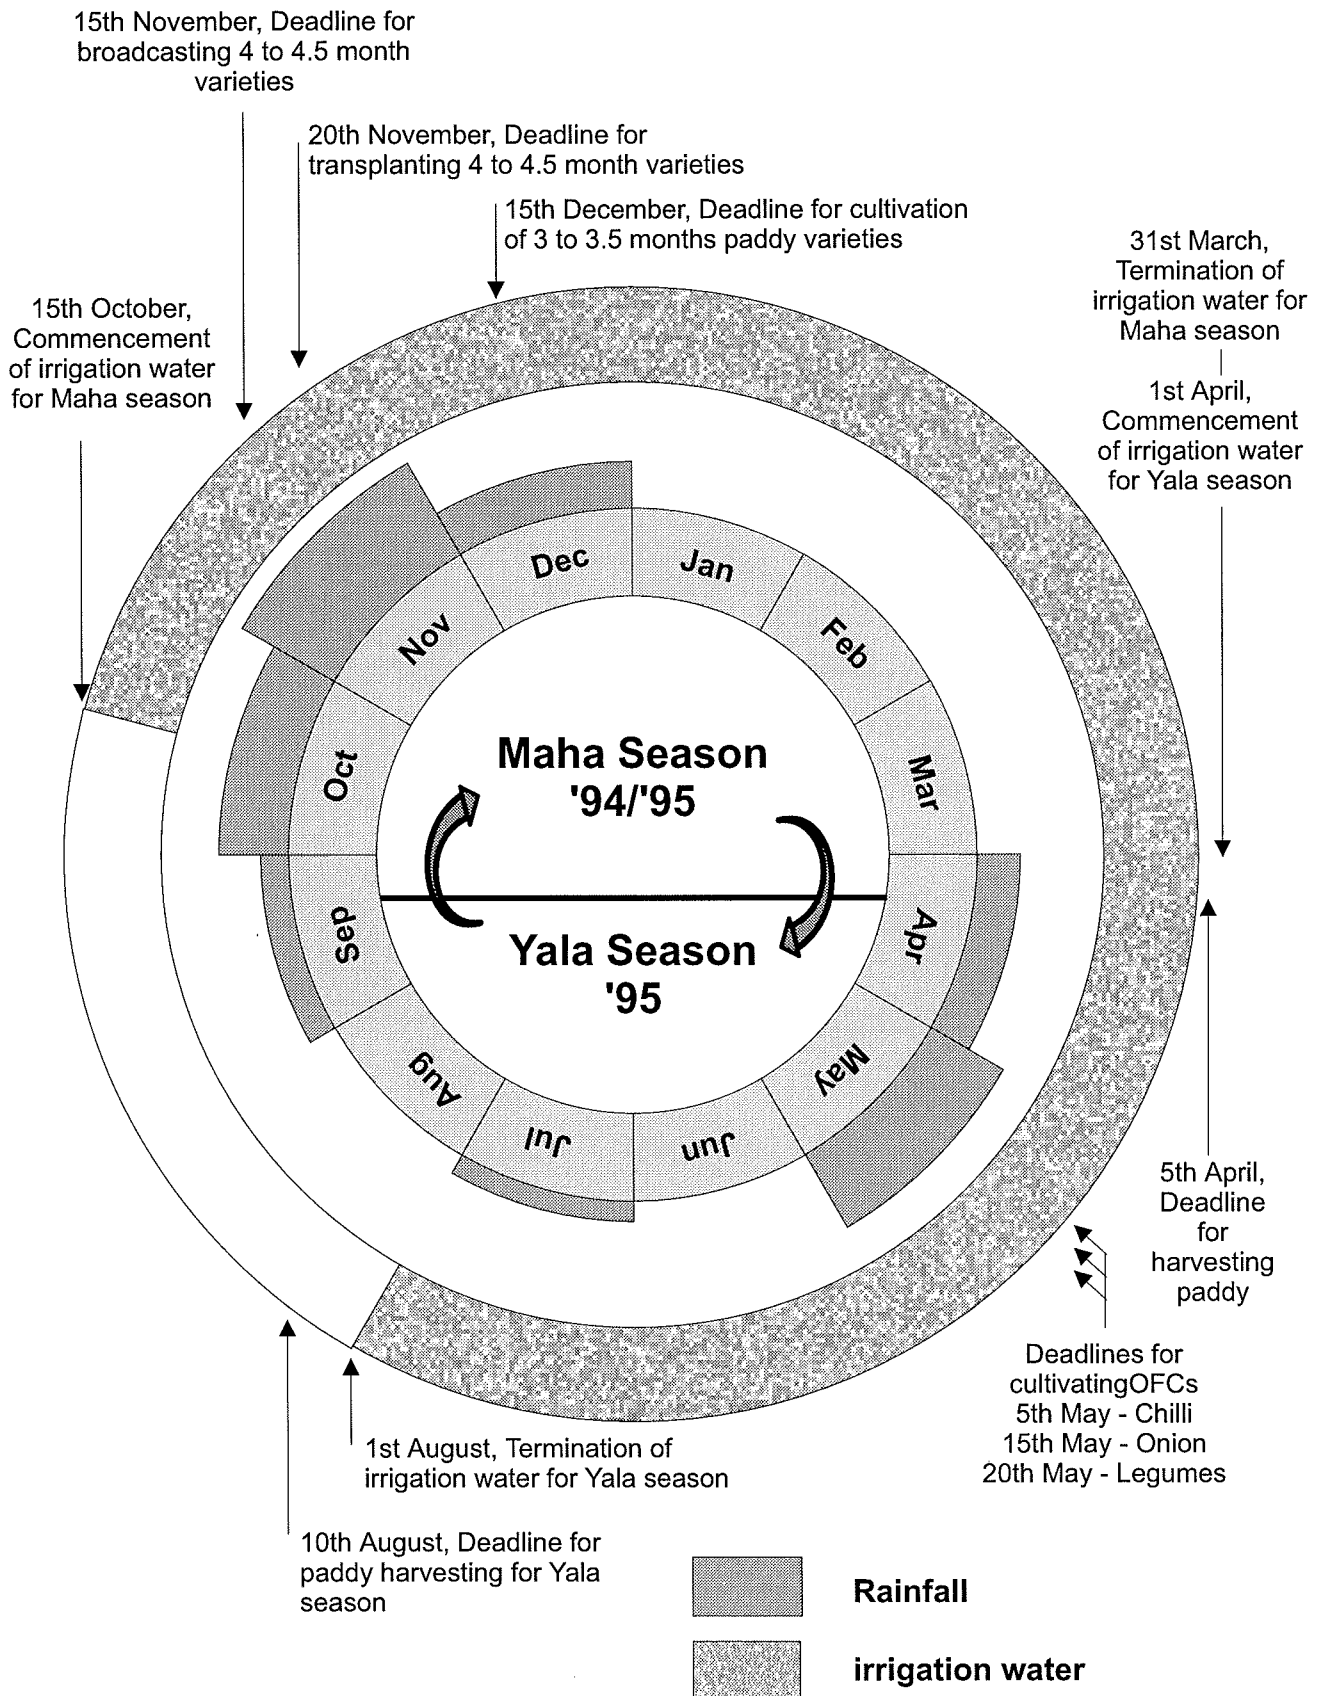 15th November, Deadline for
broadcasting 4 to 4.5 month
varieties
20th November, Deadline for
transplanting 4 to 4.5 month varieties
15th December, Deadline for cultivation
of 3 to 3.5 months paddy varieties
31st March,
Termination of
irrigation water for
Maha season
1st April,
Commencement
of irrigation water
for Yala season
15th October,
Commencement
of irrigation water
for Maha season
Dec
Jan
Feb
Mar
Apr
May
Jun
Jul
Aug
Sep
Oct
Nov
Maha Season
'94/'95
Yala Season
'95
5th April,
Deadline
for
harvesting
paddy
Deadlines for
cultivatingOFCs
5th May - Chilli
15th May - Onion
20th May - Legumes
1st August, Termination of
irrigation water for Yala season
10th August, Deadline for
paddy harvesting for Yala
season
Rainfall
irrigation water